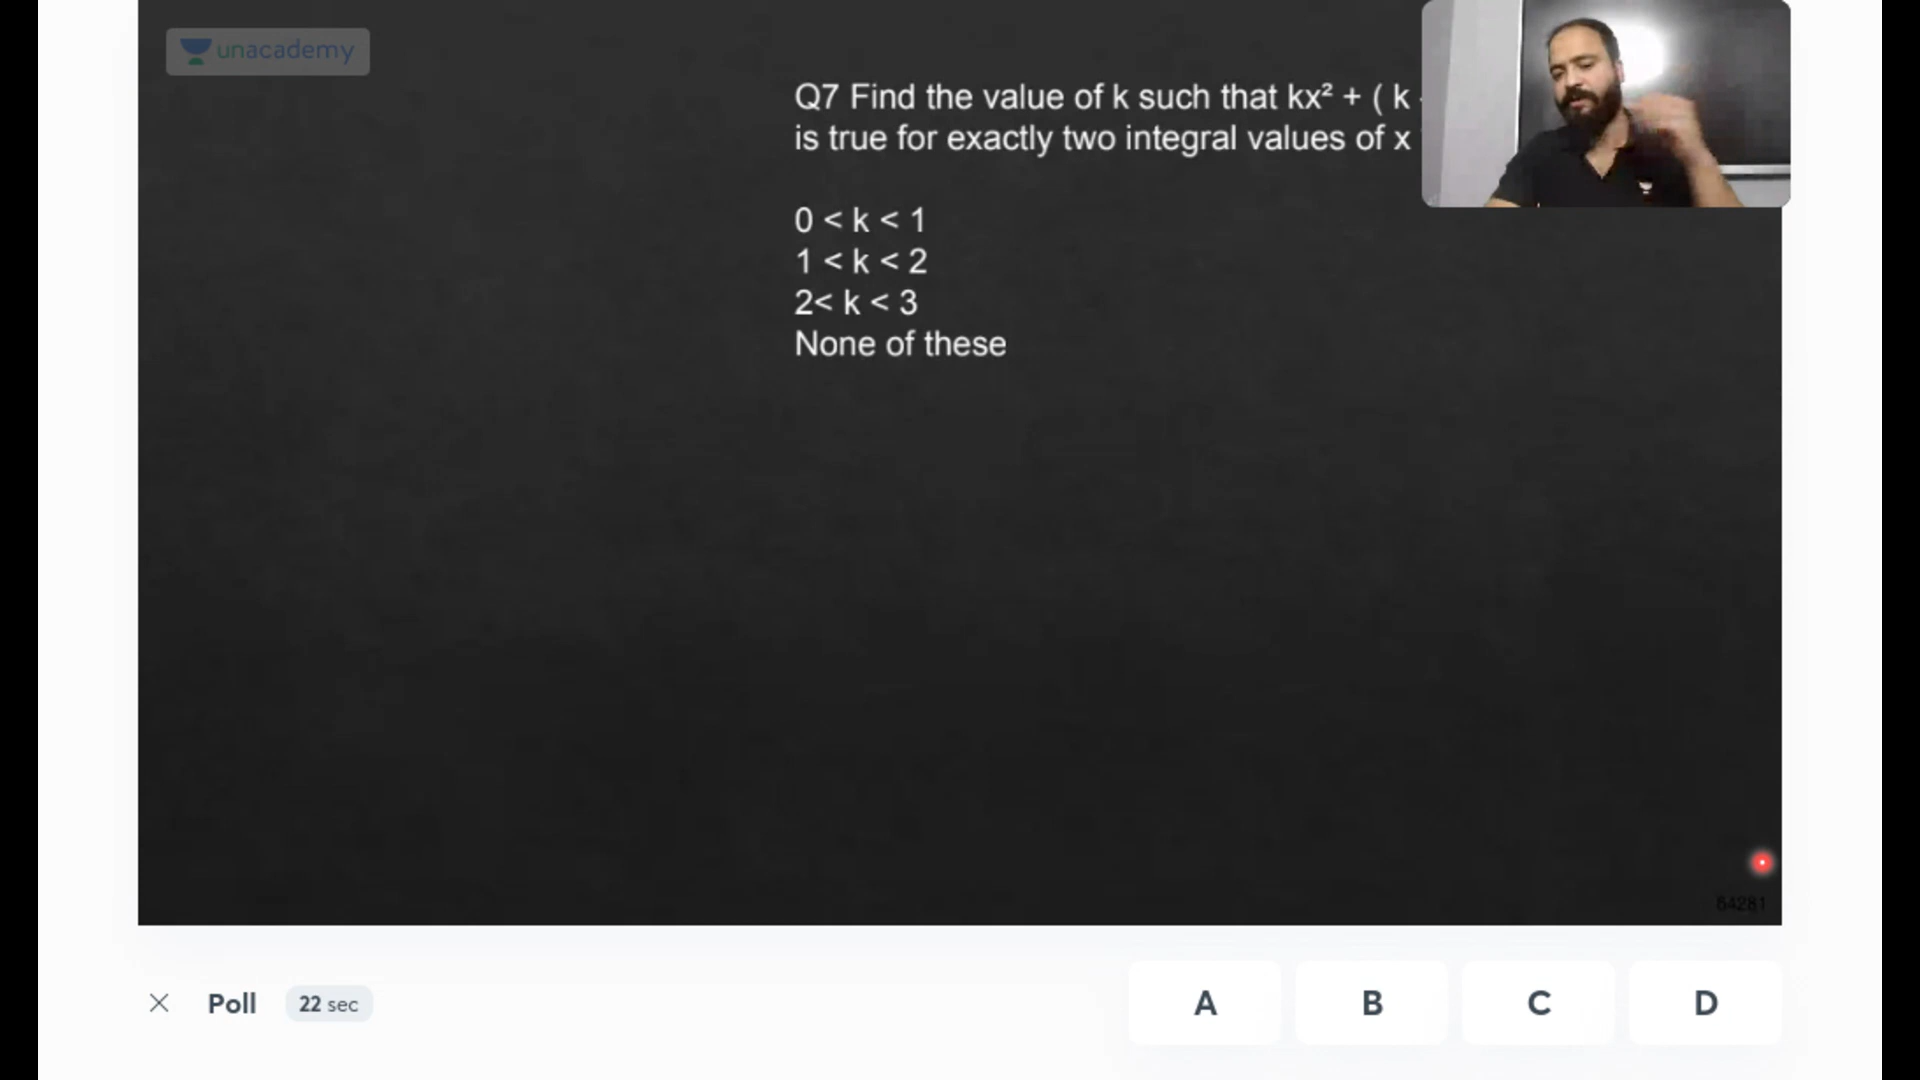 unacademy
Q7 Find the value of k such that kx² + ( k
is true for exactly two integral values of x
0 < k < 1
1 < k < 2
2< k < 3
None of these
54281
Poll 22 sec A B C D